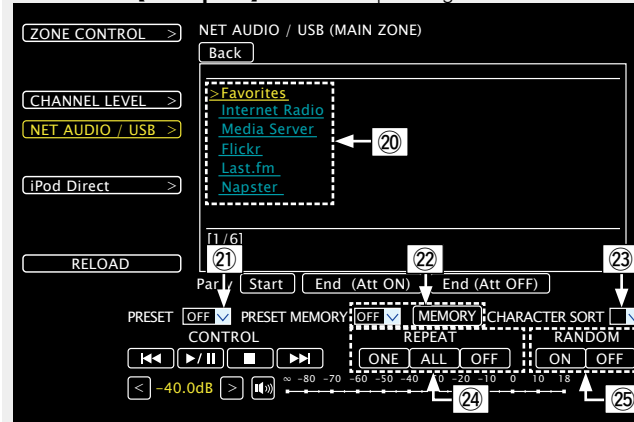 ZONE CONTROL >
NET AUDIO / USB (MAIN ZONE)
Back
CHANNEL LEVEL >
NET AUDIO / USB >
iPod Direct >
RELOAD
>Favorites
Internet Radio
Media Server
Flickr
Last.fm
Napster
⑳
[1/6]
㉑ ㉒ ㉓
Start End (Att ON) End (Att OFF)
PRESET OFF PRESET MEMORY OFF MEMORY CHARACTER SORT
CONTROL REPEAT RANDOM
ONE ALL OFF ON OFF
< -40.0dB > ∞ -80 -70 -60 -50 -40 -20 -10 0 10 18
㉔ ㉕